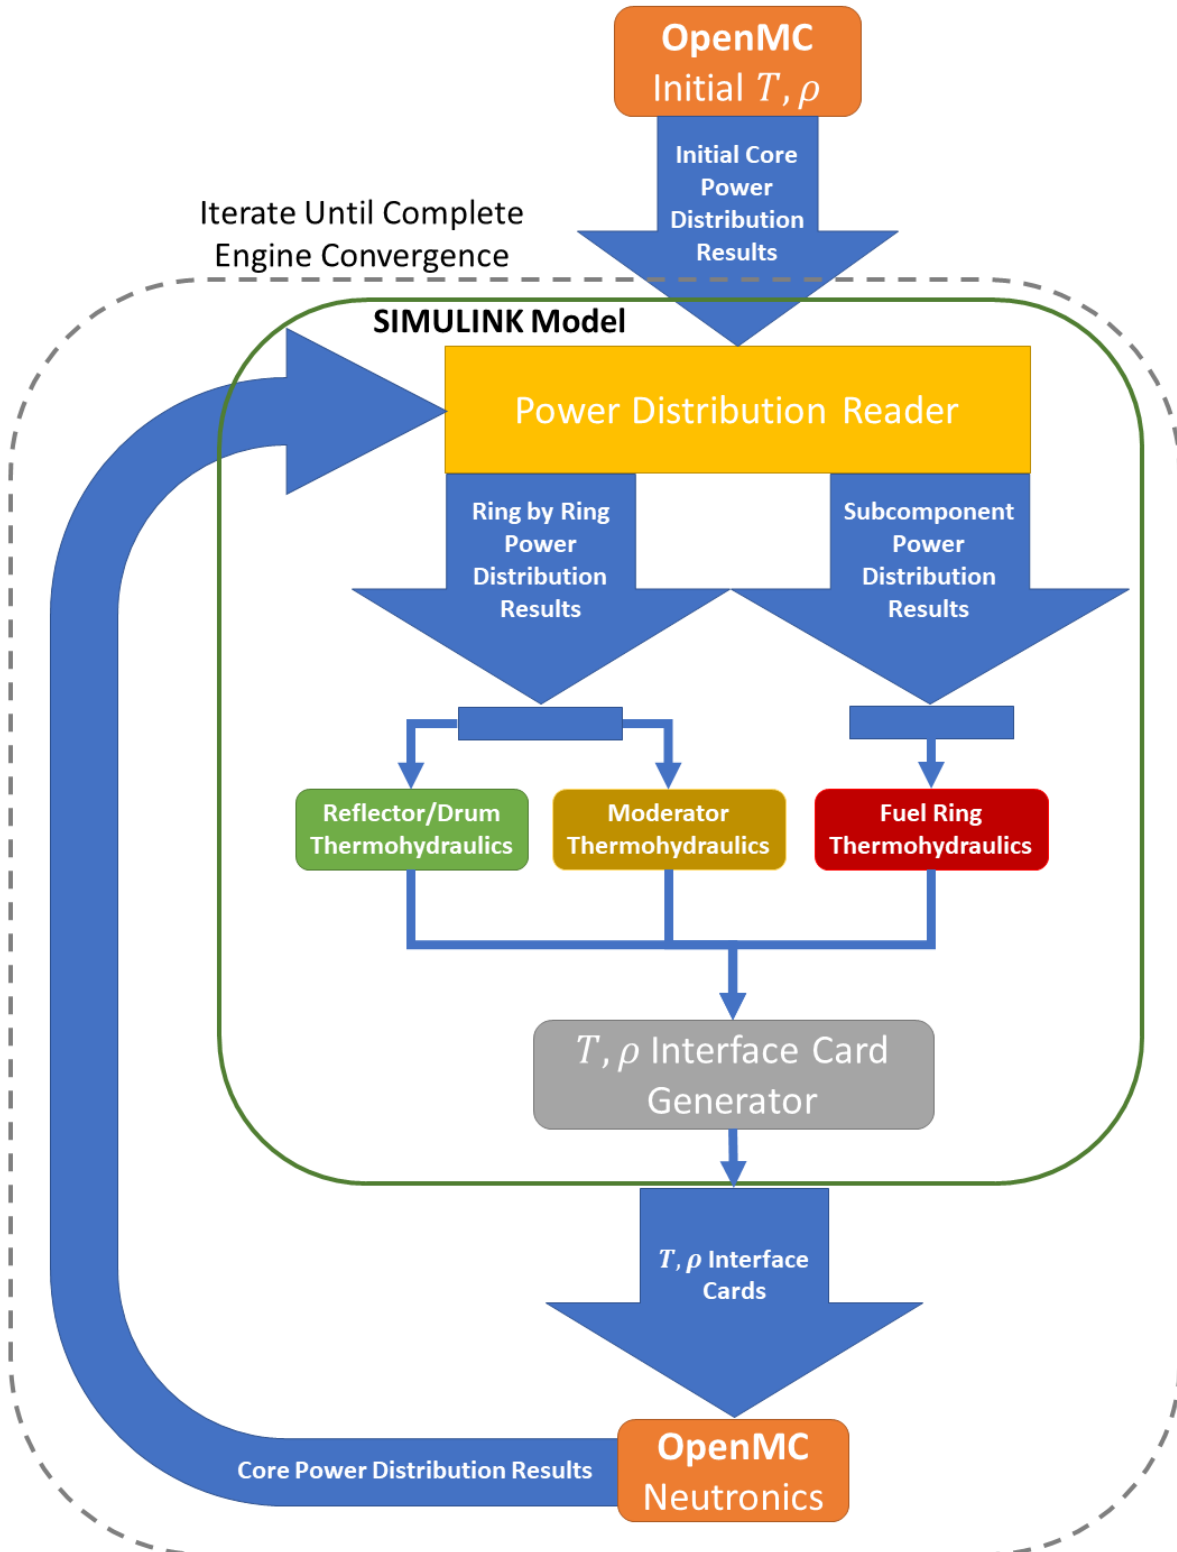 OpenMC
Initial T, ρ
Initial Core
Power
Distribution
Results
Iterate Until Complete
Engine Convergence
SIMULINK Model
Power Distribution Reader
Ring by Ring
Power
Distribution
Results
Subcomponent
Power
Distribution
Results
Reflector/Drum
Thermohydraulics
Moderator
Thermohydraulics
Fuel Ring
Thermohydraulics
T, ρ Interface Card
Generator
T, ρ Interface
Cards
OpenMC
Neutronics
Core Power Distribution Results